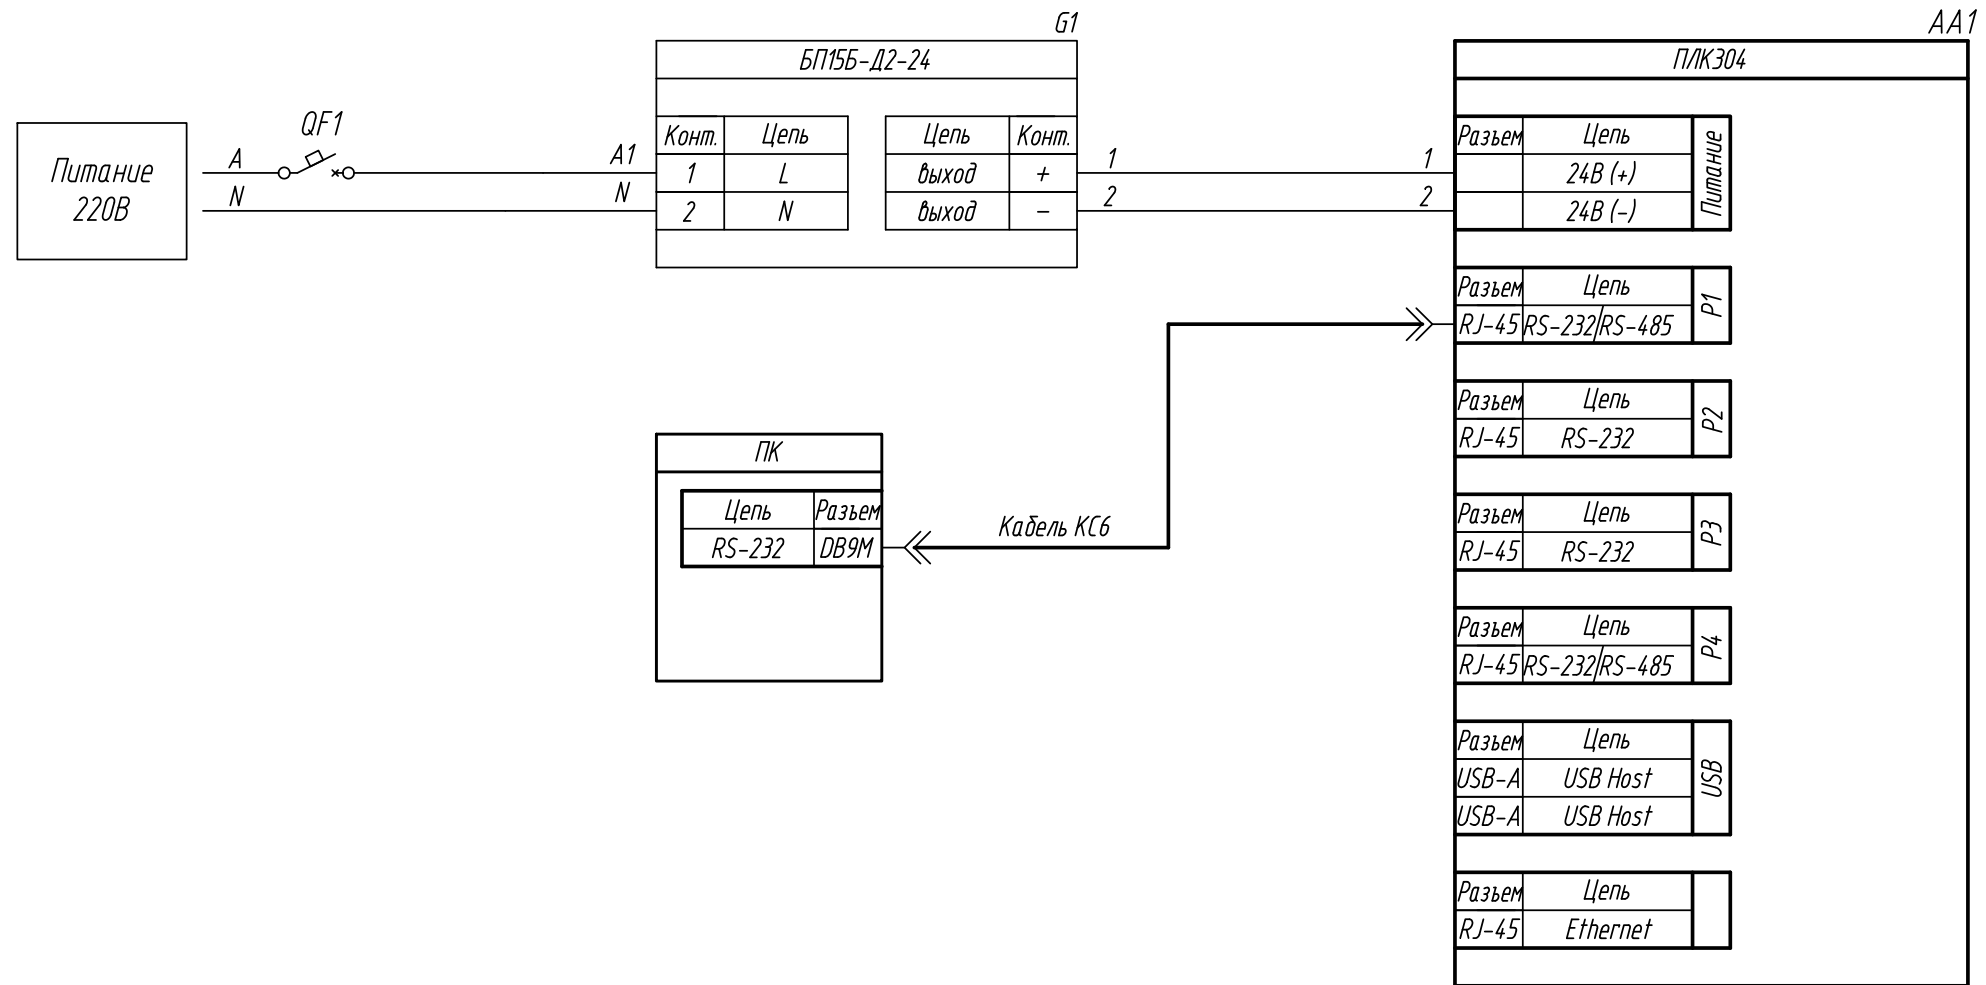 G1
AA1
БП15Б-Д2-24
ПЛК304
Питание
220В
QF1
A
N
A1
N
Конт. Цепь
1 L
2 N
Цепь Конт.
выход +
выход -
1
2
1
2
Разъем Цепь
24В (+)
24В (-)
Питание
Разъем Цепь
RJ-45 RS-232/RS-485
P1
Разъем Цепь
RJ-45 RS-232
P2
ПК
Цепь Разъем
RS-232 DB9M
Кабель КС6
Разъем Цепь
RJ-45 RS-232
P3
Разъем Цепь
RJ-45 RS-232/RS-485
P4
Разъем Цепь
USB-A USB Host
USB-A USB Host
USB
Разъем Цепь
RJ-45 Ethernet